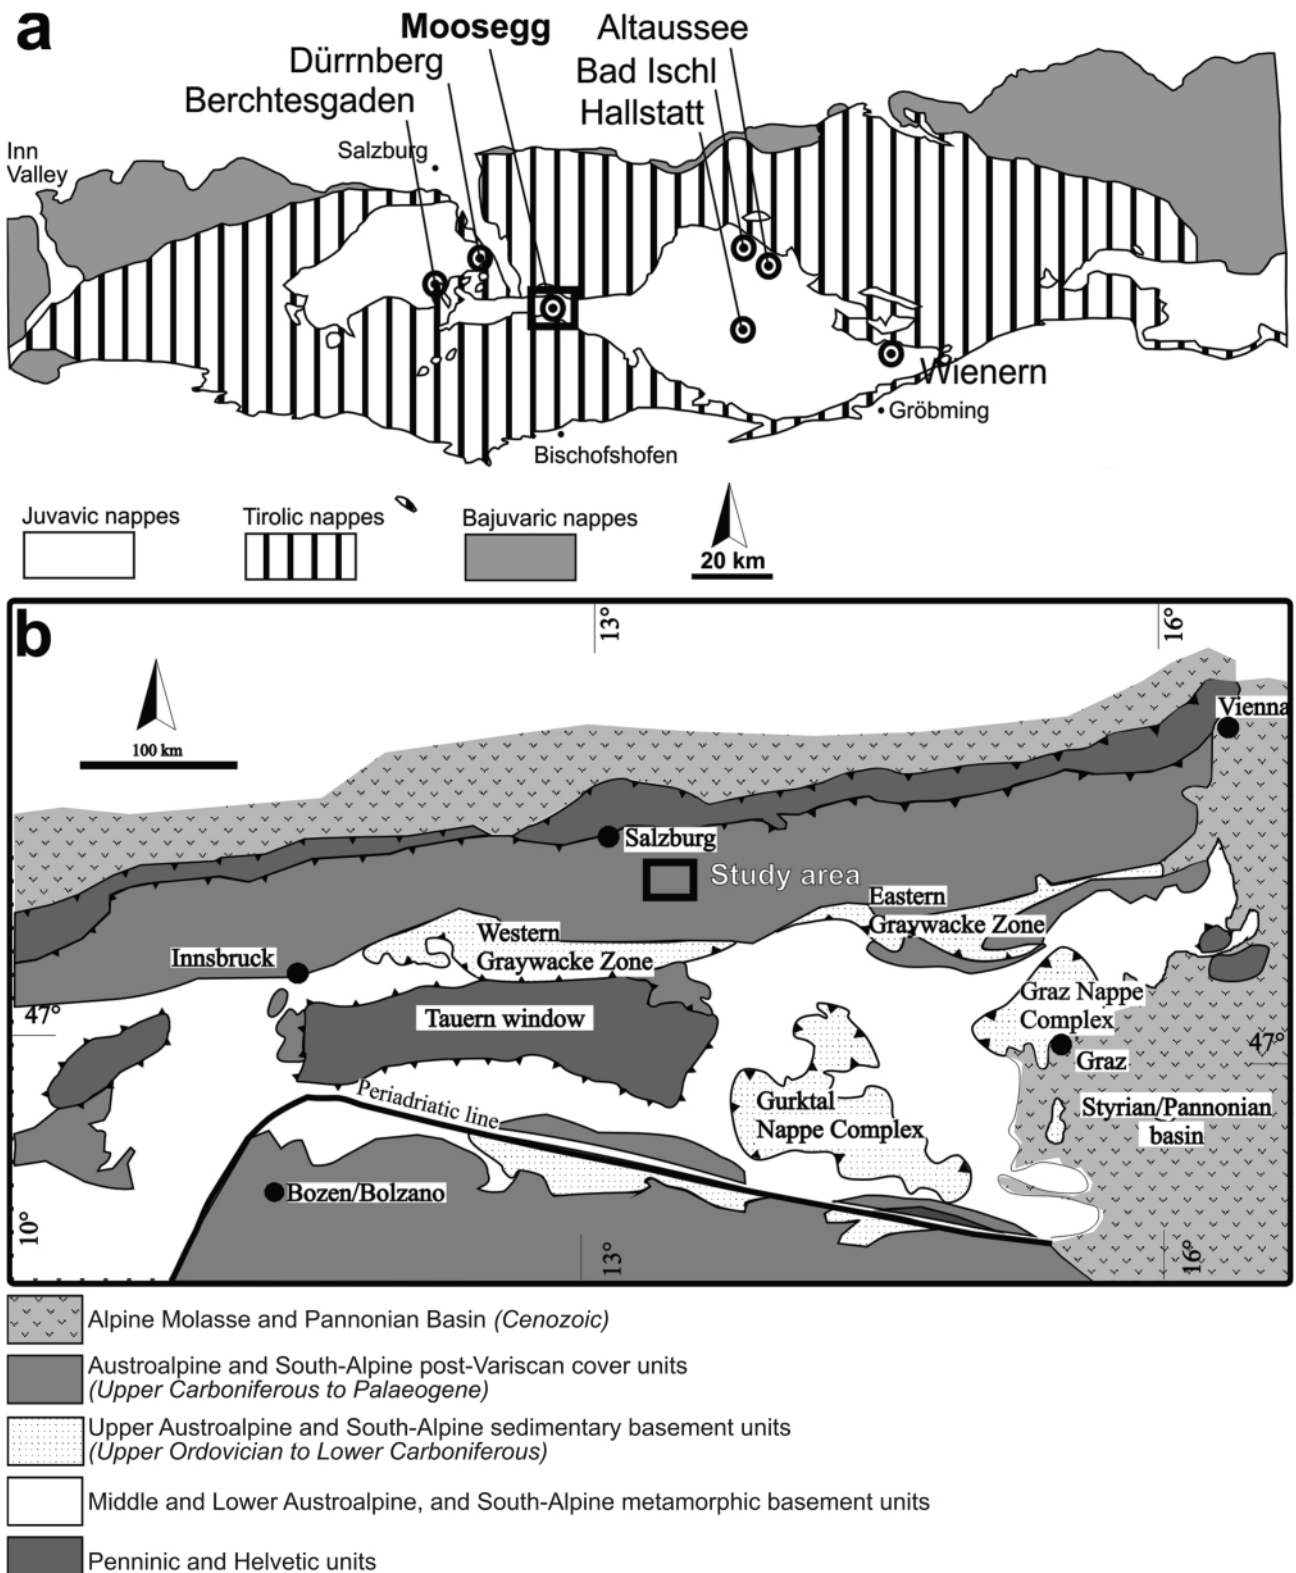 a
Moosegg
Altaussee
Dürrnberg
Bad Ischl
Berchtesgaden
Hallstatt
Inn
Valley
Salzburg
Wienern
Gröbming
Bischofshofen
Juvavic nappes
Tirolic nappes
Bajuvaric nappes
20 km
b
13°
16°
100 km
Vienna
Salzburg
Study area
Eastern
Graywacke Zone
Western
Graywacke Zone
Innsbruck
47°
Tauern window
Graz Nappe
Complex
47°
Graz
Periadriatic line
Gurktal
Nappe Complex
Styrian/Pannonian
basin
Bozen/Bolzano
10°
13°
16°
Alpine Molasse and Pannonian Basin (Cenozoic)
Austroalpine and South-Alpine post-Variscan cover units
(Upper Carboniferous to Palaeogene)
Upper Austroalpine and South-Alpine sedimentary basement units
(Upper Ordovician to Lower Carboniferous)
Middle and Lower Austroalpine, and South-Alpine metamorphic basement units
Penninic and Helvetic units